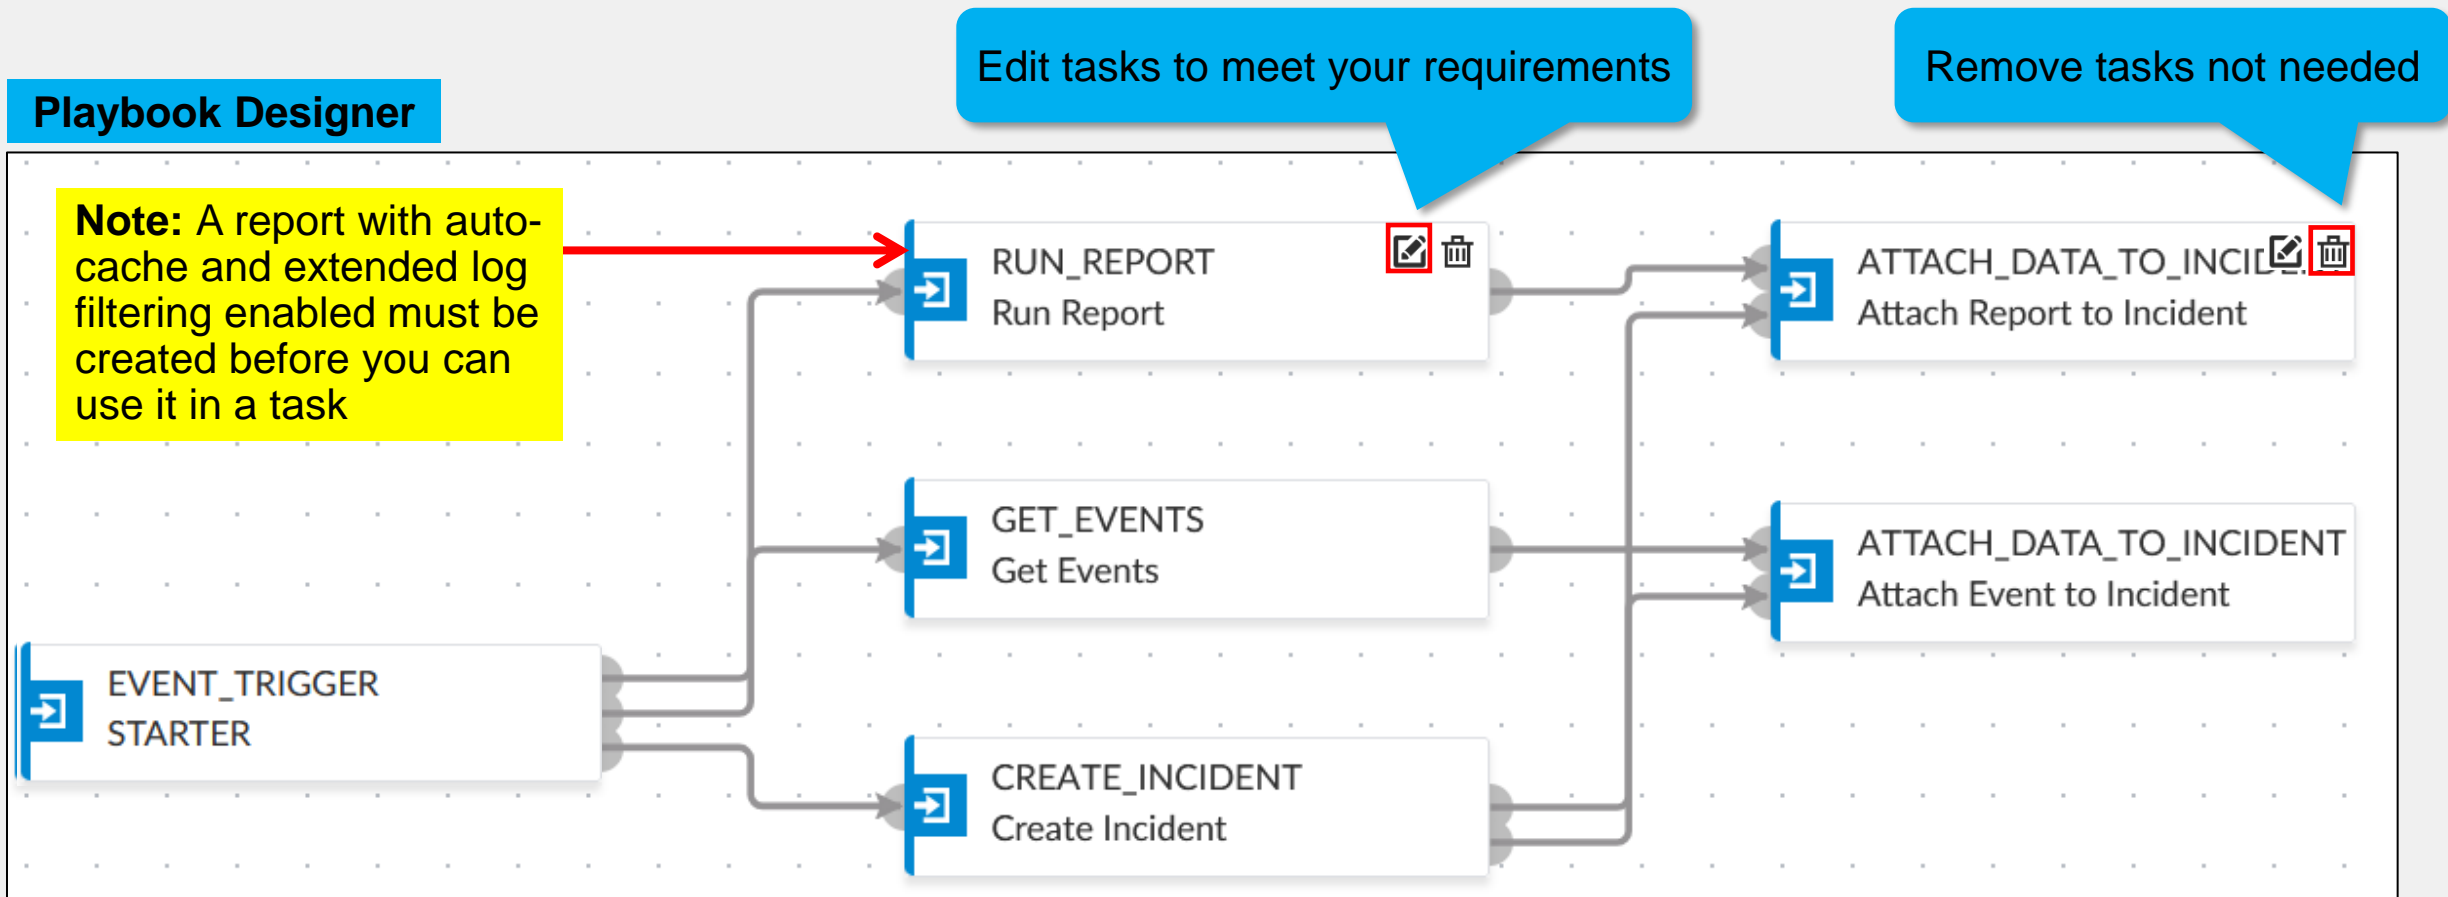 Edit tasks to meet your requirements
Remove tasks not needed
Playbook Designer
Note: A report with auto-
cache and extended log
filtering enabled must be
created before you can
use it in a task
RUN_REPORT
Run Report
ATTACH_DATA_TO_INCIDE
Attach Report to Incident
GET_EVENTS
Get Events
ATTACH_DATA_TO_INCIDENT
Attach Event to Incident
EVENT_TRIGGER
STARTER
CREATE_INCIDENT
Create Incident